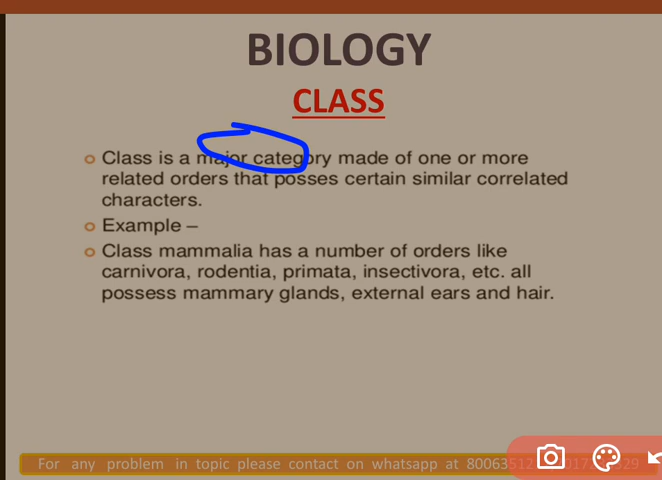 BIOLOGY
CLASS
o Class is a major category made of one or more
related orders that posses certain similar correlated
characters.
o Example –
o Class mammalia has a number of orders like
carnivora, rodentia, primata, insectivora, etc. all
possess mammary glands, external ears and hair.
For any problem in topic please contact on whatsapp at